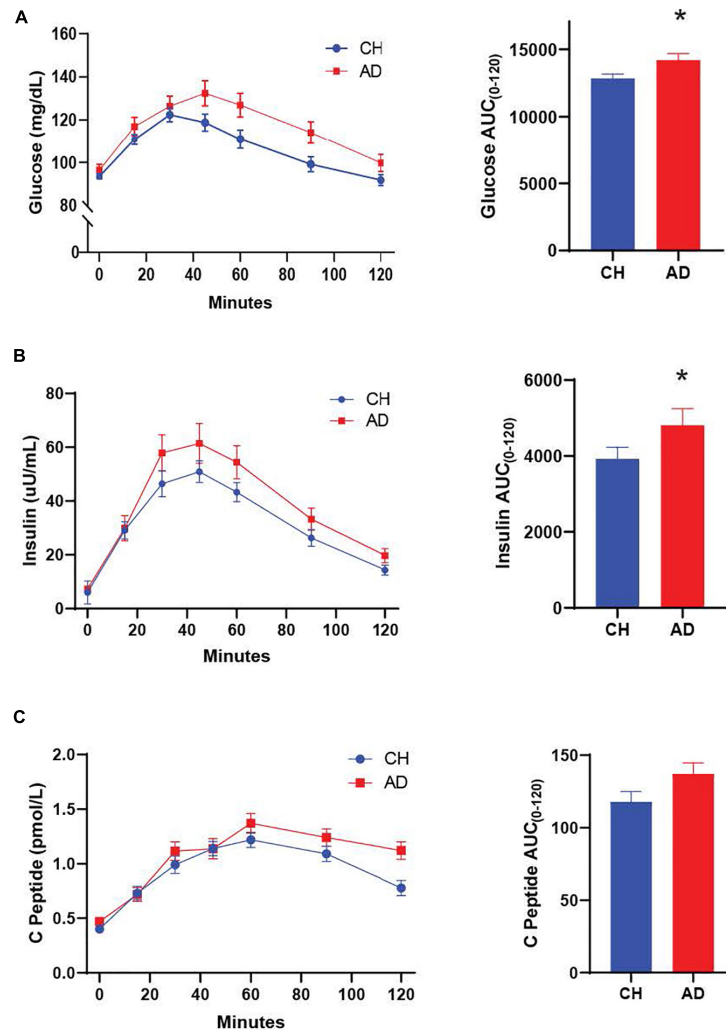 A
Glucose (mg/dL)
160
140
120
100
80
0
0 20 40 60 80 100 120
Minutes
CH
AD
Glucose AUC(0-120)
15000
10000
5000
0
*
CH AD
B
Insulin (uU/mL)
80
60
40
20
0
0 20 40 60 80 100 120
Minutes
CH
AD
Insulin AUC(0-120)
6000
4000
2000
0
*
CH AD
C
C Peptide (pmol/L)
2.0
1.5
1.0
0.5
0.0
0 20 40 60 80 100 120
Minutes
CH
AD
C Peptide AUC(0-120)
150
100
50
0
CH AD